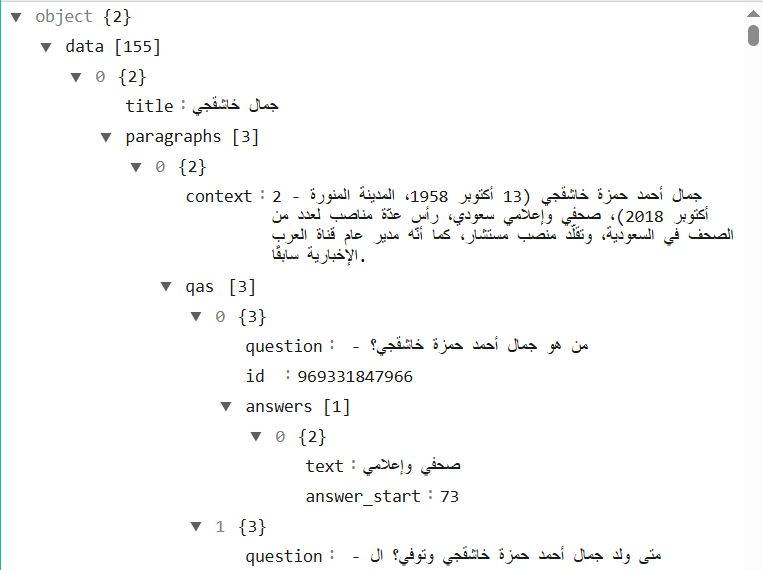 object {2}
data [155]
0 {2}
title : جمال خاشقجي
paragraphs [3]
0 {2}
context : جمال أحمد حمزة خاشقجي (13 أكتوبر 1958، المدينة المنورة - 2
أكتوبر 2018)، صحفي وإعلامي سعودي، رأس عدّة مناصب لعدد من
الصحف في السعودية، وتقلّد منصب مستشار، كما أنّه مدير عام قناة العرب
الإخبارية سابقًا.
qas [3]
0 {3}
question : - من هو جمال أحمد حمزة خاشقجي؟
id : 969331847966
answers [1]
0 {2}
text : صحفي وإعلامي
answer_start : 73
1 {3}
question : - متى ولد جمال أحمد حمزة خاشقجي وتوفي؟ ال